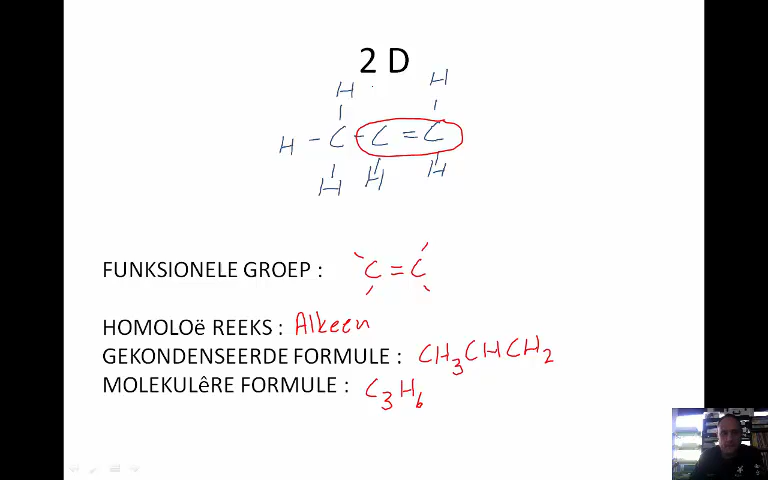 2 D
H H
H - C - C = C
H H H
FUNKSIONELE GROEP : C = C
HOMOLOë REEKS : Alkeen
GEKONDENSEERDE FORMULE : CH₃CHCH₂
MOLEKULêRE FORMULE : C₃H₆